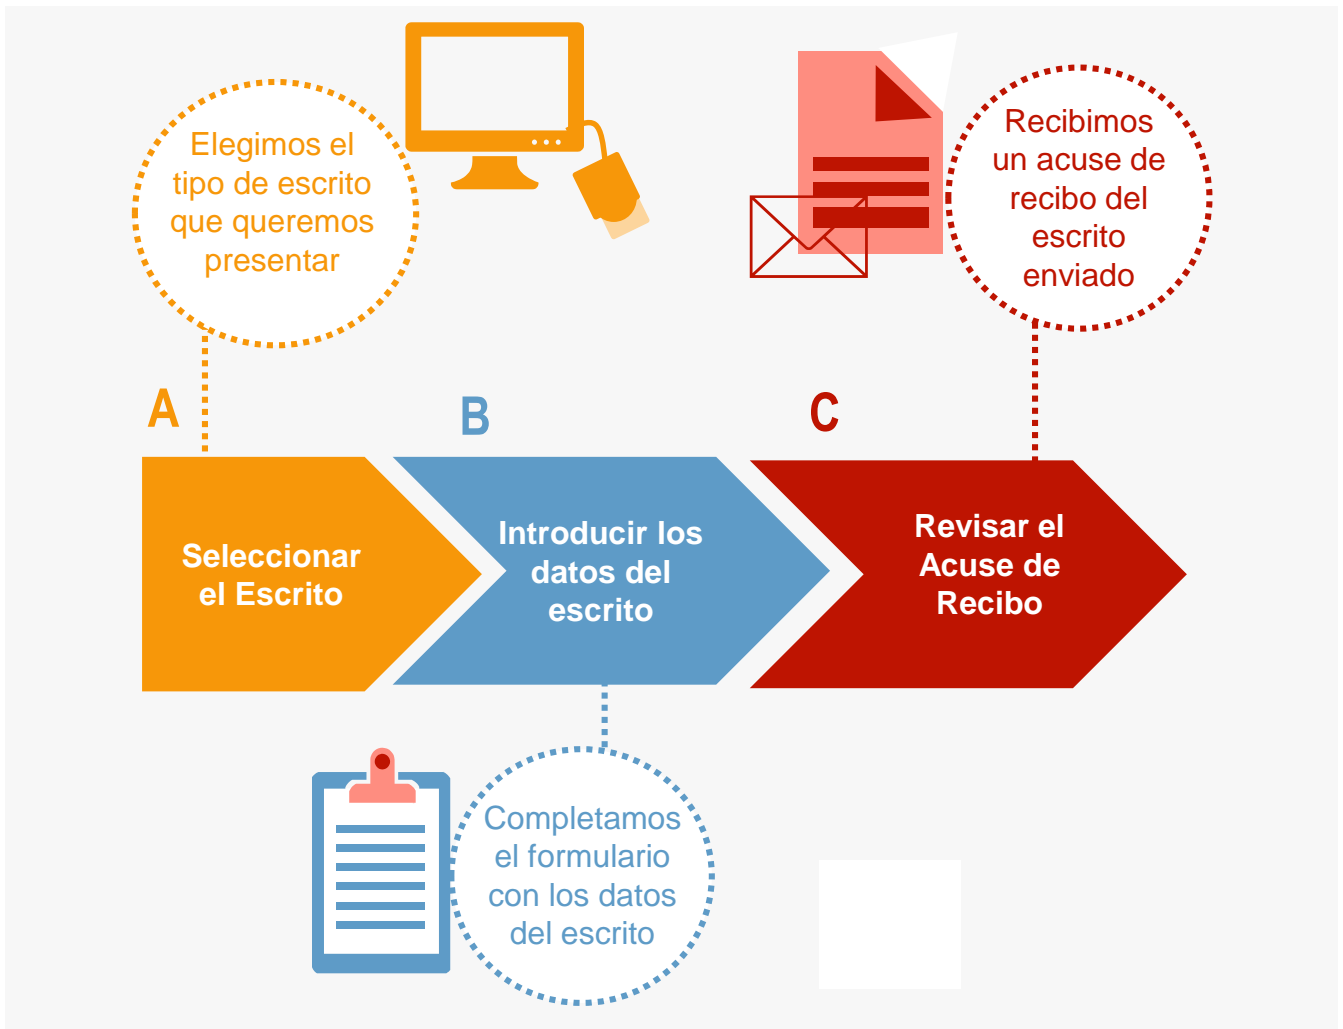 Elegimos el
tipo de escrito
que queremos
presentar
Recibimos
un acuse de
recibo del
escrito
enviado
A
B
C
Seleccionar
el Escrito
Introducir los
datos del
escrito
Revisar el
Acuse de
Recibo
Completamos
el formulario
con los datos
del escrito